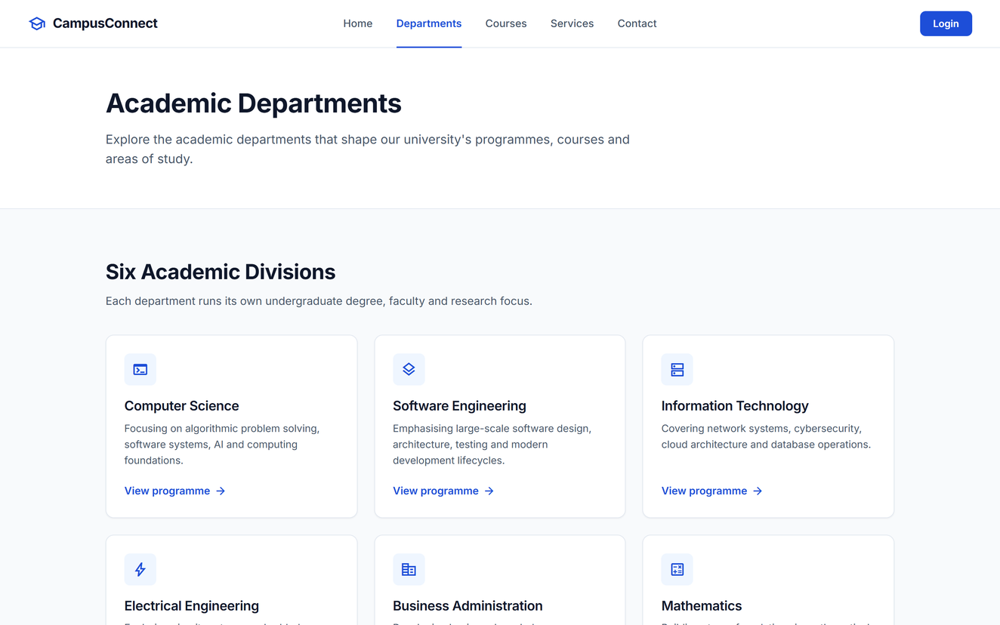 CampusConnect
Home
Departments
Courses
Services
Contact
Login
Academic Departments
Explore the academic departments that shape our university's programmes, courses and
areas of study.
Six Academic Divisions
Each department runs its own undergraduate degree, faculty and research focus.
Computer Science
Focusing on algorithmic problem solving,
software systems, AI and computing
foundations.
View programme
Software Engineering
Emphasising large-scale software design,
architecture, testing and modern
development lifecycles.
View programme
Information Technology
Covering network systems, cybersecurity,
cloud architecture and database operations.
View programme
Electrical Engineering
Business Administration
Mathematics